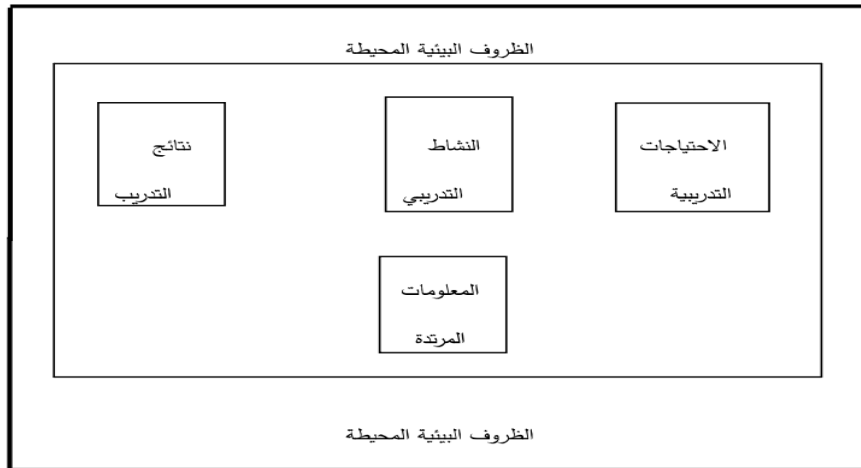 الظروف البيئية المحيطة
الاحتياجات
التدريبية
النشاط
التدريبي
نتائج
التدريب
المعلومات
المرتدة
الظروف البيئية المحيطة